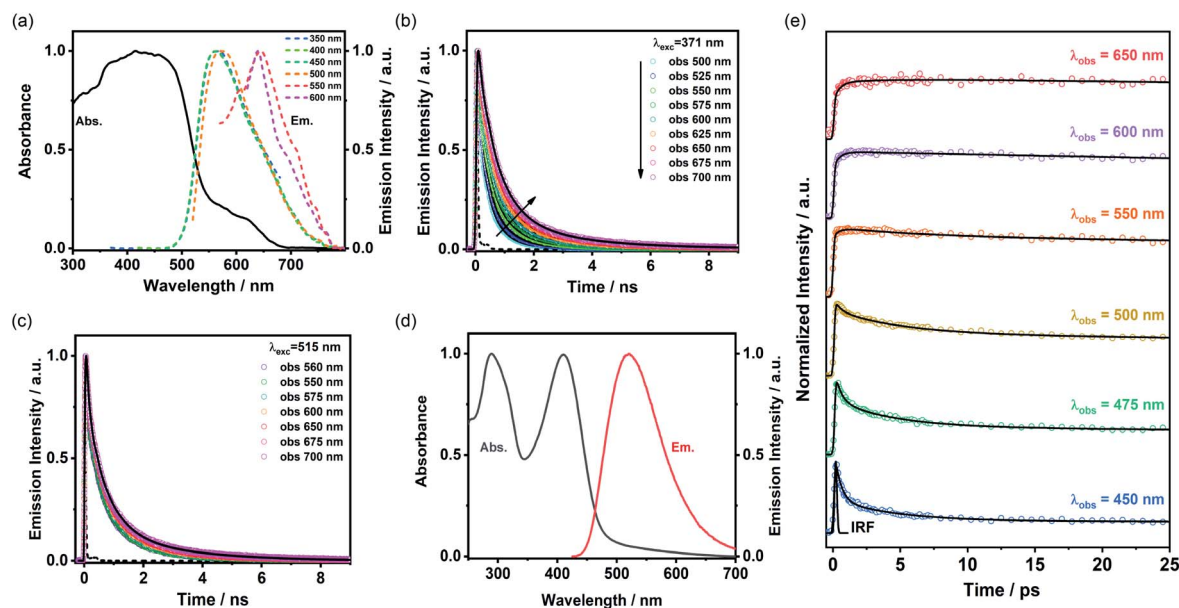 (a)
Absorbance
1.0
0.5
0.0
Abs.
Em.
350 nm
400 nm
450 nm
500 nm
550 nm
600 nm
1.0
0.5
0.0
Emission Intensity / a.u.
300 400 500 600 700
Wavelength / nm
(b)
Emission Intensity / a.u.
1.0
0.5
0.0
λexc=371 nm
obs 500 nm
obs 525 nm
obs 550 nm
obs 575 nm
obs 600 nm
obs 625 nm
obs 650 nm
obs 675 nm
obs 700 nm
0 2 4 6 8
Time / ns
(c)
Emission Intensity / a.u.
1.0
0.5
0.0
λexc=515 nm
obs 560 nm
obs 550 nm
obs 575 nm
obs 600 nm
obs 650 nm
obs 675 nm
obs 700 nm
0 2 4 6 8
Time / ns
(d)
Absorbance
1.0
0.5
0.0
Abs.
Em.
1.0
0.5
0.0
Emission Intensity / a.u.
300 400 500 600 700
Wavelength / nm
(e)
Normalized Intensity / a.u.
λobs = 650 nm
λobs = 600 nm
λobs = 550 nm
λobs = 500 nm
λobs = 475 nm
λobs = 450 nm
IRF
0 5 10 15 20 25
Time / ps